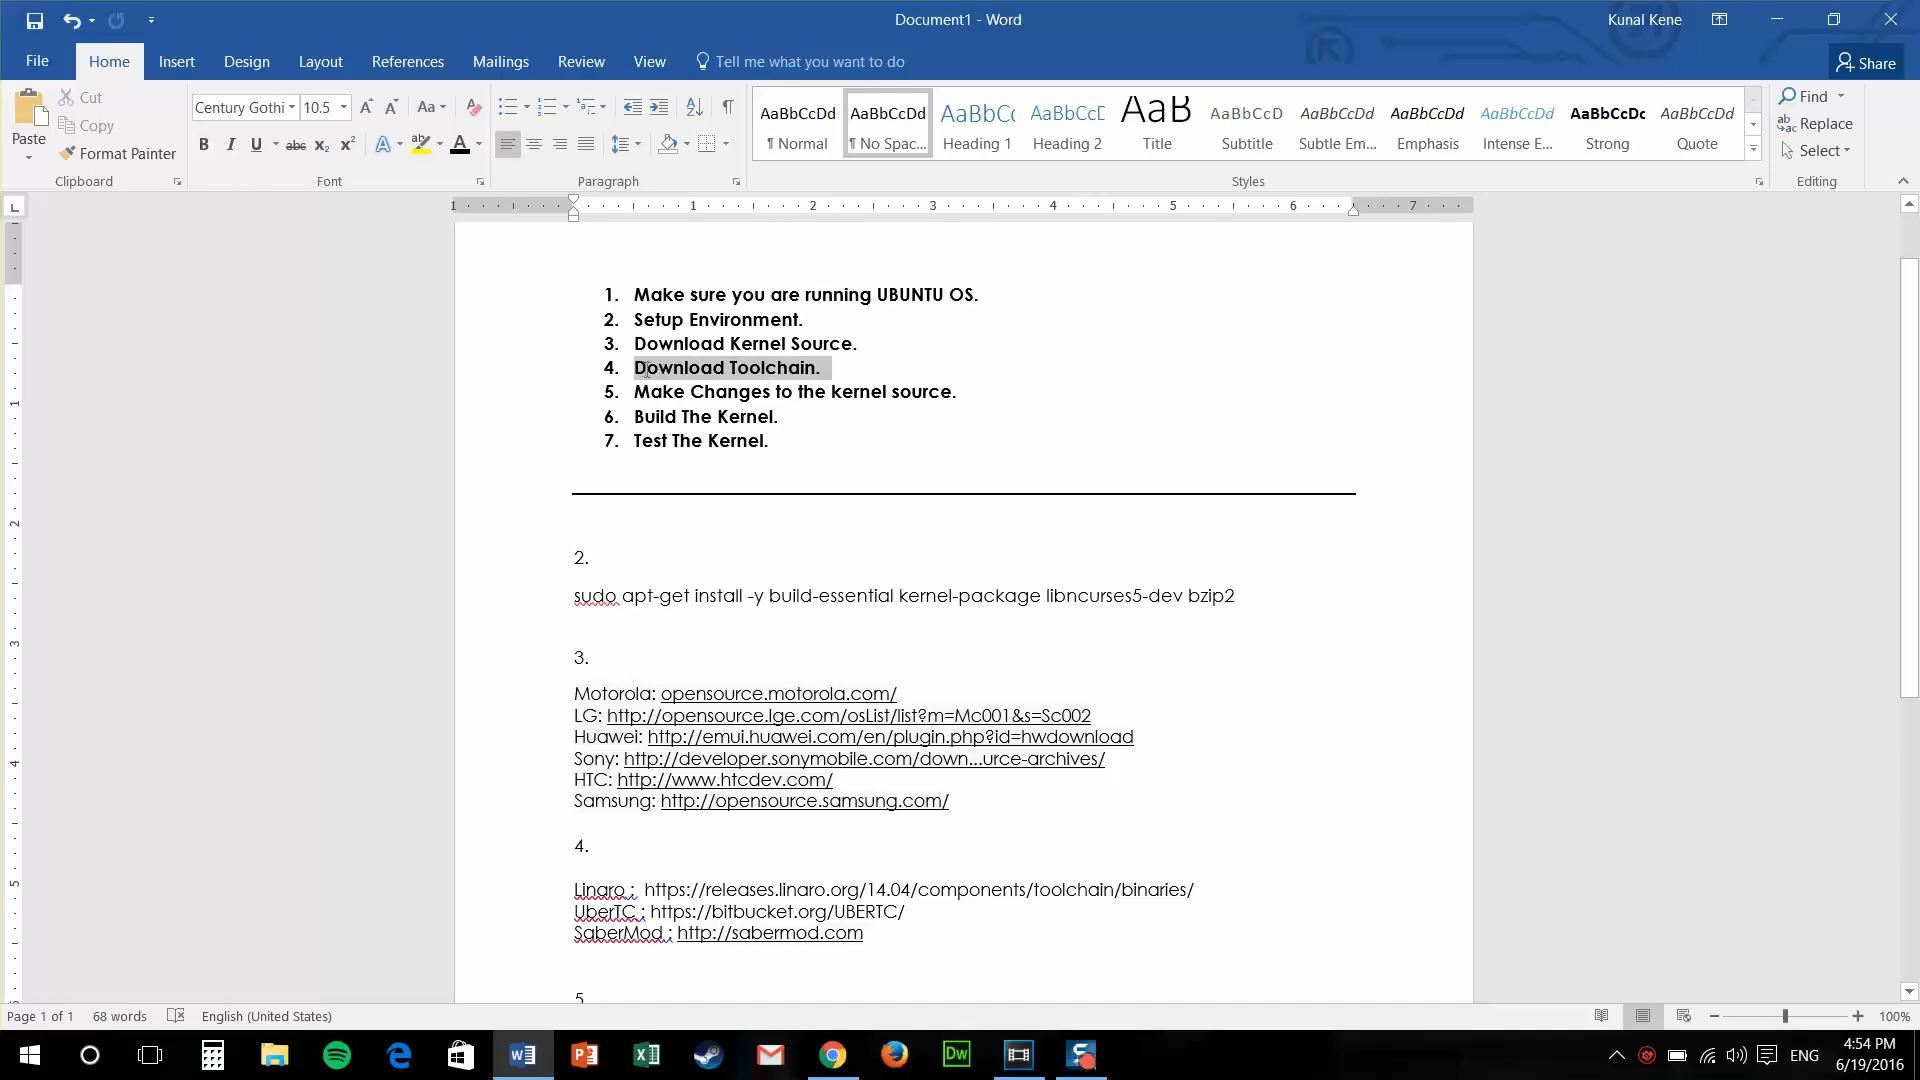 Document1 - Word
Kunal Kene
File Home Insert Design Layout References Mailings Review View Tell me what you want to do Share
Paste
Cut
Copy
Format Painter
Clipboard
Century Gothi 10.5
Font
Paragraph
AaBbCcDd AaBbCcDd AaBbCc AaBbCcD AaB AaBbCcD AaBbCcDd AaBbCcDd AaBbCcDd AaBbCcDc AaBbCcDd
¶ Normal ¶ No Spac... Heading 1 Heading 2 Title Subtitle Subtle Em... Emphasis Intense E... Strong Quote
Styles
Find
Replace
Select
Editing
1 1 2 3 4 5 6 7
1. Make sure you are running UBUNTU OS.
2. Setup Environment.
3. Download Kernel Source.
4. Download Toolchain.
5. Make Changes to the kernel source.
6. Build The Kernel.
7. Test The Kernel.
2.
sudo apt-get install -y build-essential kernel-package libncurses5-dev bzip2
3.
Motorola: opensource.motorola.com/
LG: http://opensource.lge.com/osList/list?m=Mc001&s=Sc002
Huawei: http://emui.huawei.com/en/plugin.php?id=hwdownload
Sony: http://developer.sonymobile.com/down...urce-archives/
HTC: http://www.htcdev.com/
Samsung: http://opensource.samsung.com/
4.
Linaro : https://releases.linaro.org/14.04/components/toolchain/binaries/
UberTC : https://bitbucket.org/UBERTC/
SaberMod : http://sabermod.com
5
Page 1 of 1 68 words English (United States) 100%
ENG
4:54 PM
6/19/2016